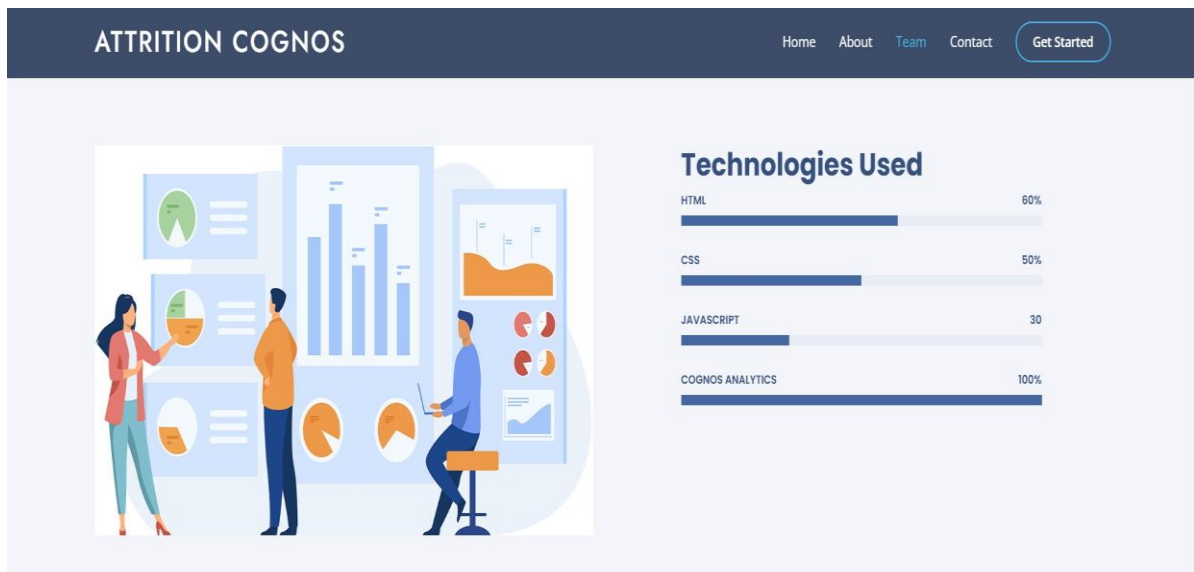 ATTRITION COGNOS
Home About Team Contact Get Started
Technologies Used
HTML 60%
CSS 50%
JAVASCRIPT 30
COGNOS ANALYTICS 100%